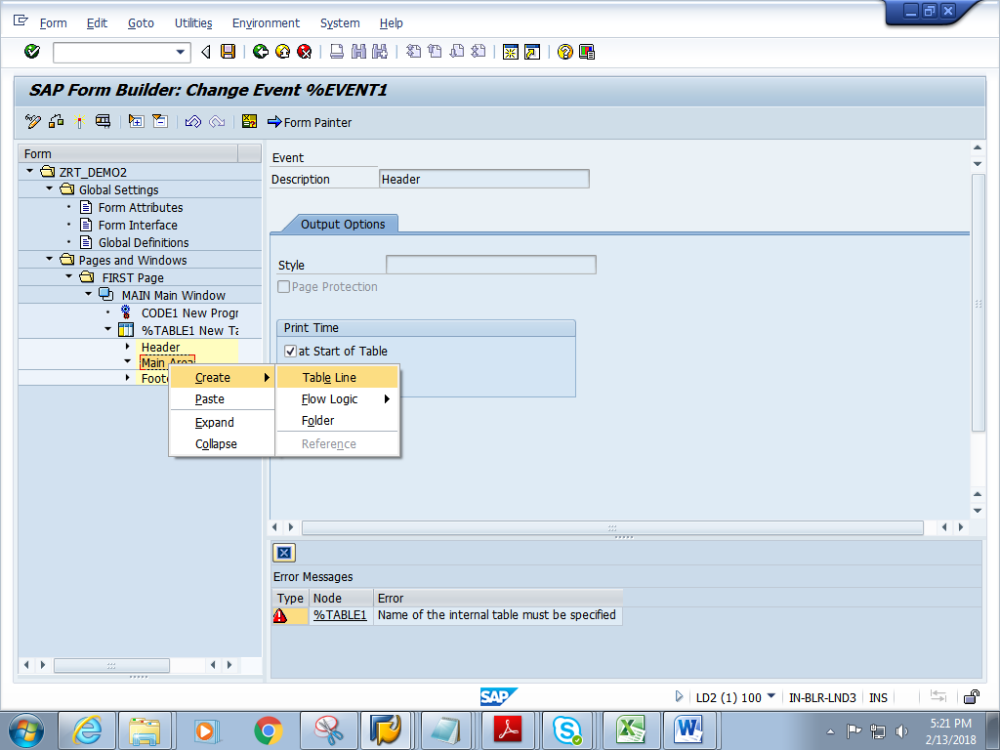 Form Edit Goto Utilities Environment System Help
SAP Form Builder: Change Event %EVENT1
Form Painter
Form
ZRT_DEMO2
Global Settings
Form Attributes
Form Interface
Global Definitions
Pages and Windows
FIRST Page
MAIN Main Window
CODE1 New Progr
%TABLE1 New Ta
Header
Main Area
Foote
Create
Paste
Expand
Collapse
Table Line
Flow Logic
Folder
Reference
Event
Description Header
Output Options
Style
Page Protection
Print Time
at Start of Table
Error Messages
Type Node Error
%TABLE1 Name of the internal table must be specified
SAP
LD2 (1) 100 IN-BLR-LND3 INS
5:21 PM
2/13/2018